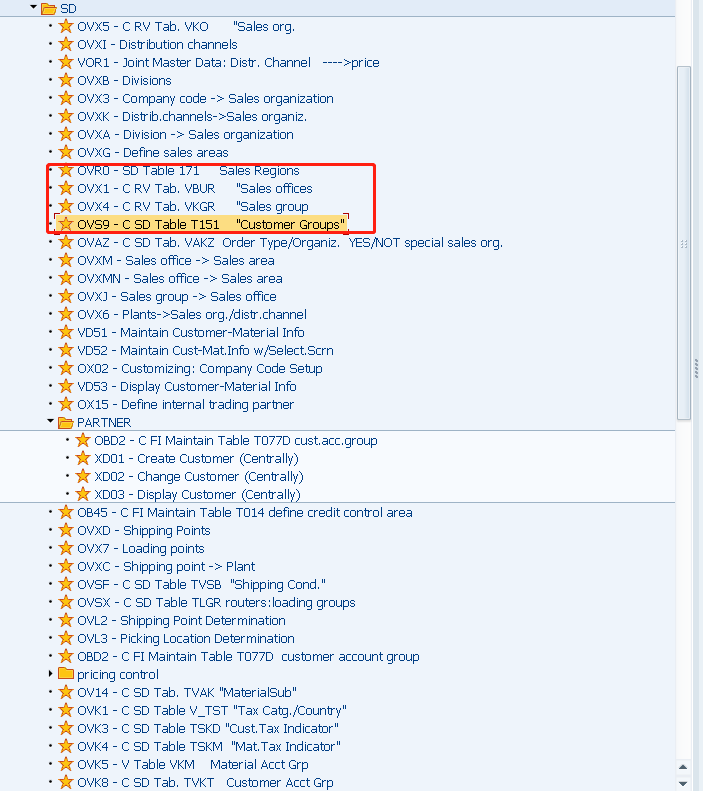 SD
OVX5 - C RV Tab. VKO "Sales org.
OVXI - Distribution channels
VOR1 - Joint Master Data: Distr. Channel ---->price
OVXB - Divisions
OVX3 - Company code -> Sales organization
OVXK - Distrib.channels->Sales organiz.
OVXA - Division -> Sales organization
OVXG - Define sales areas
OVR0 - SD Table 171 Sales Regions
OVX1 - C RV Tab. VBUR "Sales offices
OVX4 - C RV Tab. VKGR "Sales group
OVS9 - C SD Table T151 "Customer Groups"
OVAZ - C SD Tab. VAKZ Order Type/Organiz. YES/NOT special sales org.
OVXM - Sales office -> Sales area
OVXMN - Sales office -> Sales area
OVXJ - Sales group -> Sales office
OVX6 - Plants->Sales org./distr.channel
VD51 - Maintain Customer-Material Info
VD52 - Maintain Cust-Mat.Info w/Select.Scrn
OX02 - Customizing: Company Code Setup
VD53 - Display Customer-Material Info
OX15 - Define internal trading partner
PARTNER
OBD2 - C FI Maintain Table T077D cust.acc.group
XD01 - Create Customer (Centrally)
XD02 - Change Customer (Centrally)
XD03 - Display Customer (Centrally)
OB45 - C FI Maintain Table T014 define credit control area
OVXD - Shipping Points
OVX7 - Loading points
OVXC - Shipping point -> Plant
OVSF - C SD Table TVSB "Shipping Cond."
OVSX - C SD Table TLGR routers:loading groups
OVL2 - Shipping Point Determination
OVL3 - Picking Location Determination
OBD2 - C FI Maintain Table T077D customer account group
pricing control
OV14 - C SD Tab. TVAK "MaterialSub"
OVK1 - C SD Table V_TST "Tax Catg./Country"
OVK3 - C SD Table TSKD "Cust.Tax Indicator"
OVK4 - C SD Table TSKM "Mat.Tax Indicator"
OVK5 - V Table VKM Material Acct Grp
OVK8 - C SD Tab. TVKT Customer Acct Grp